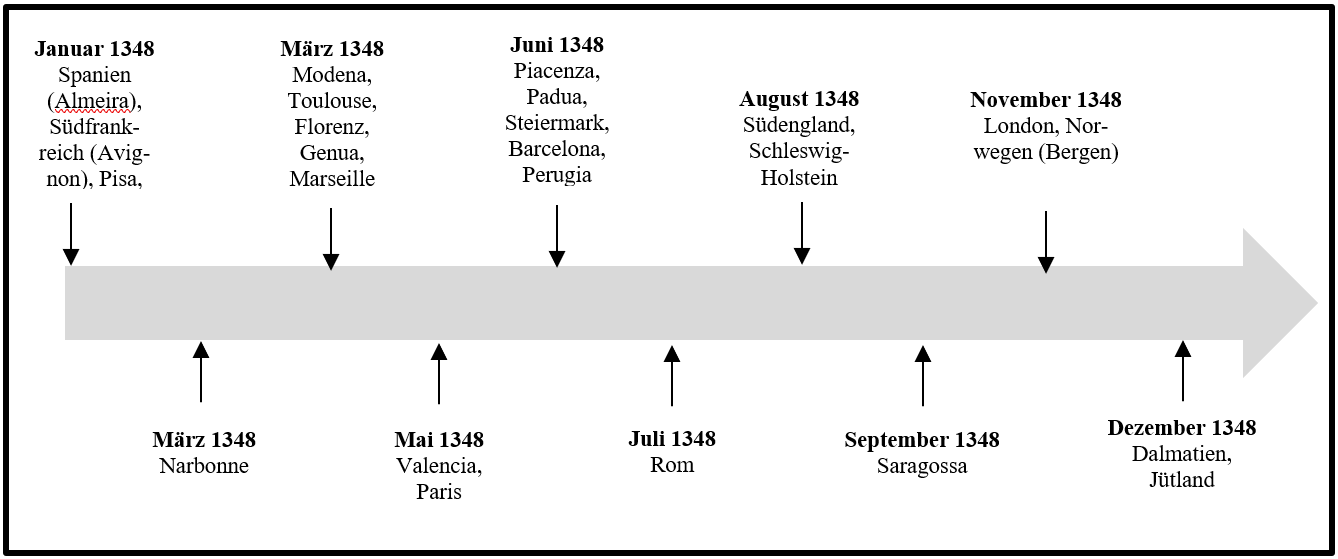 Januar 1348
Spanien
(Almeira),
Südfrank-
reich (Avig-
non), Pisa,
März 1348
Modena,
Toulouse,
Florenz,
Genua,
Marseille
Juni 1348
Piacenza,
Padua,
Steiermark,
Barcelona,
Perugia
August 1348
Südengland,
Schleswig-
Holstein
November 1348
London, Nor-
wegen (Bergen)
März 1348
Narbonne
Mai 1348
Valencia,
Paris
Juli 1348
Rom
September 1348
Saragossa
Dezember 1348
Dalmatien,
Jütland